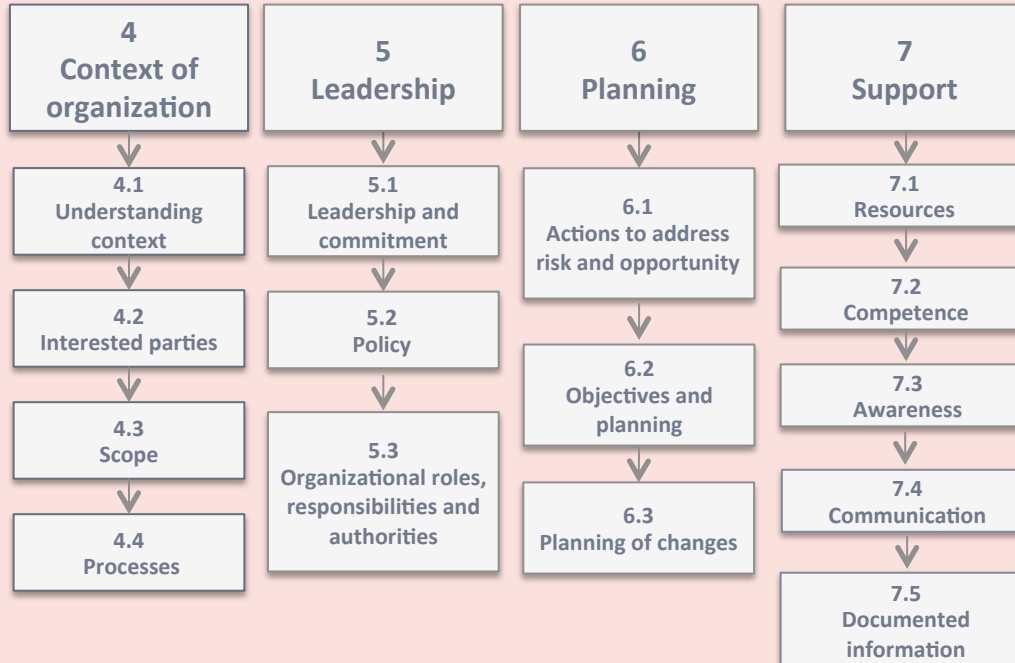 4
Context of
organization
4.1
Understanding
context
4.2
Interested parties
4.3
Scope
4.4
Processes
5
Leadership
5.1
Leadership and
commitment
5.2
Policy
5.3
Organizational roles,
responsibilities and
authorities
6
Planning
6.1
Actions to address
risk and opportunity
6.2
Objectives and
planning
6.3
Planning of changes
7
Support
7.1
Resources
7.2
Competence
7.3
Awareness
7.4
Communication
7.5
Documented
information